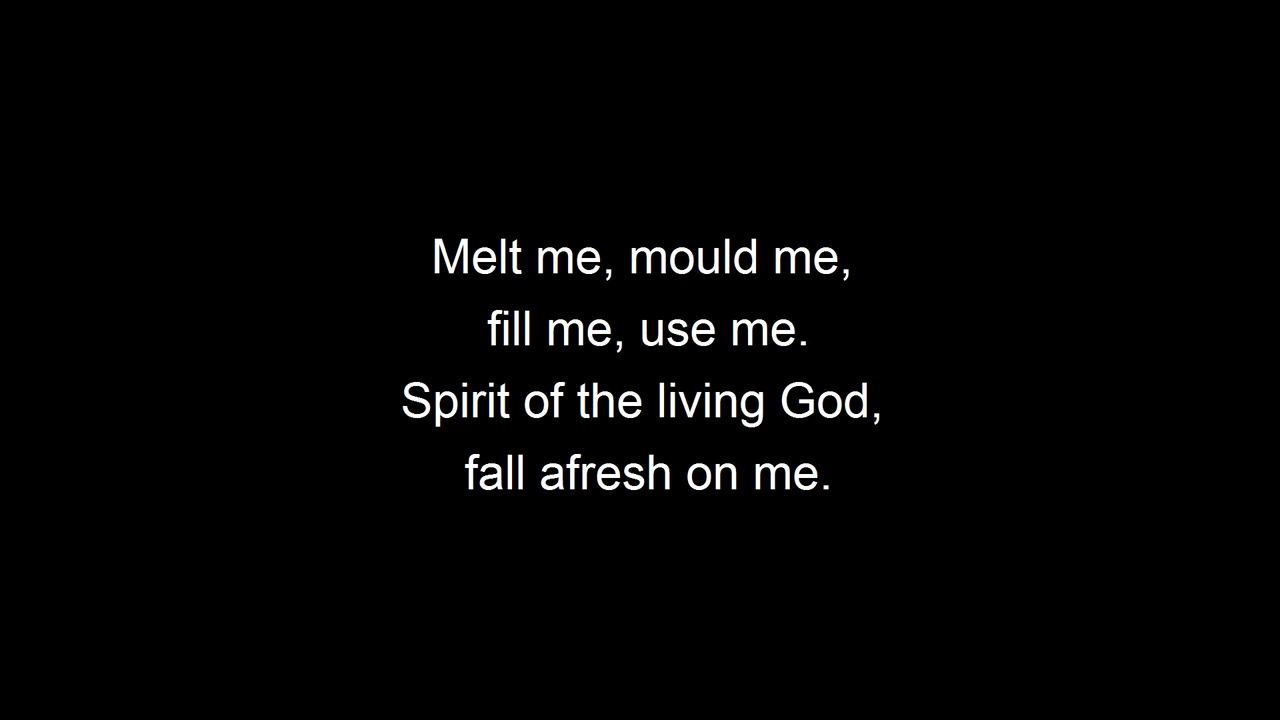 Melt me, mould me,
fill me, use me.
Spirit of the living God,
fall afresh on me.